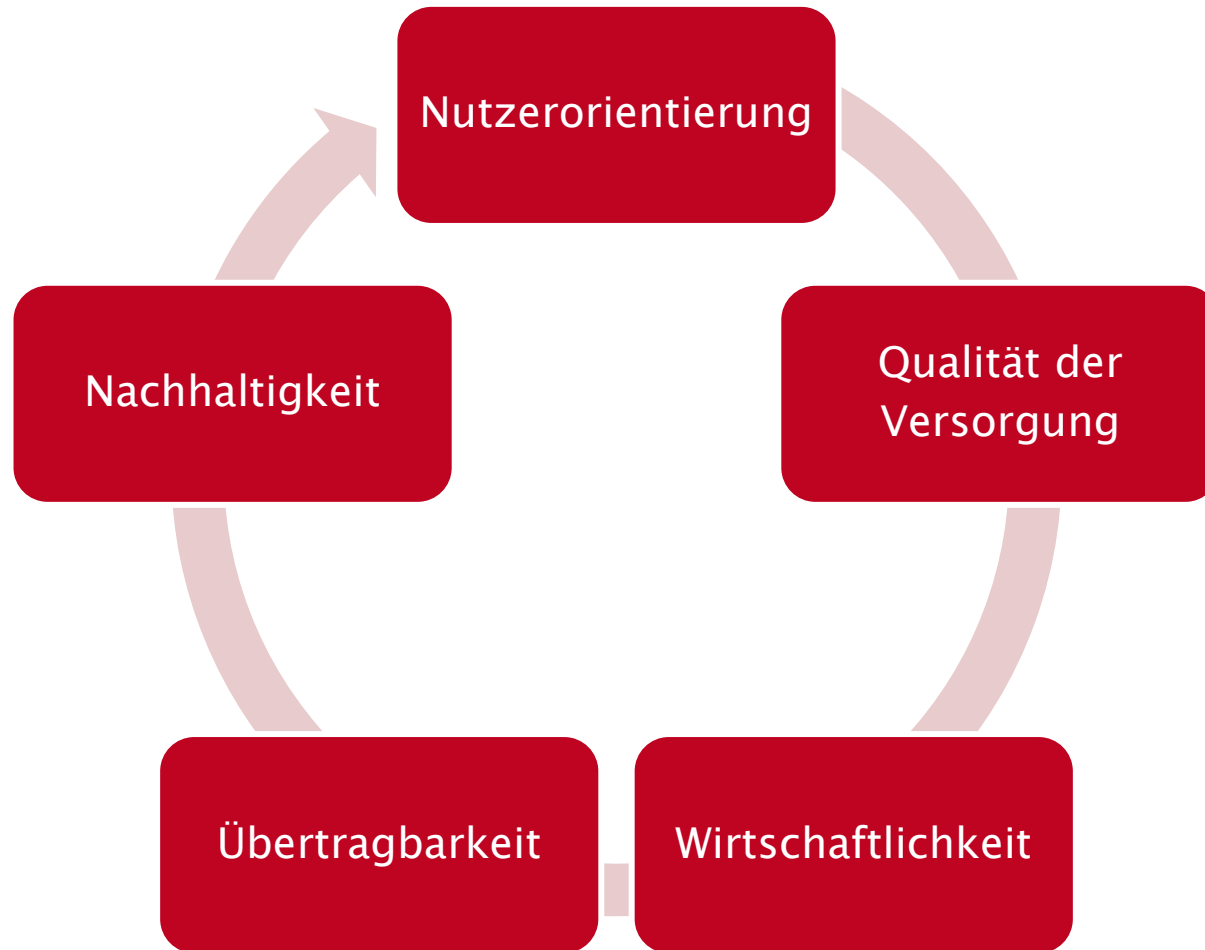 Nutzerorientierung
Qualität der
Versorgung
Wirtschaftlichkeit
Übertragbarkeit
Nachhaltigkeit